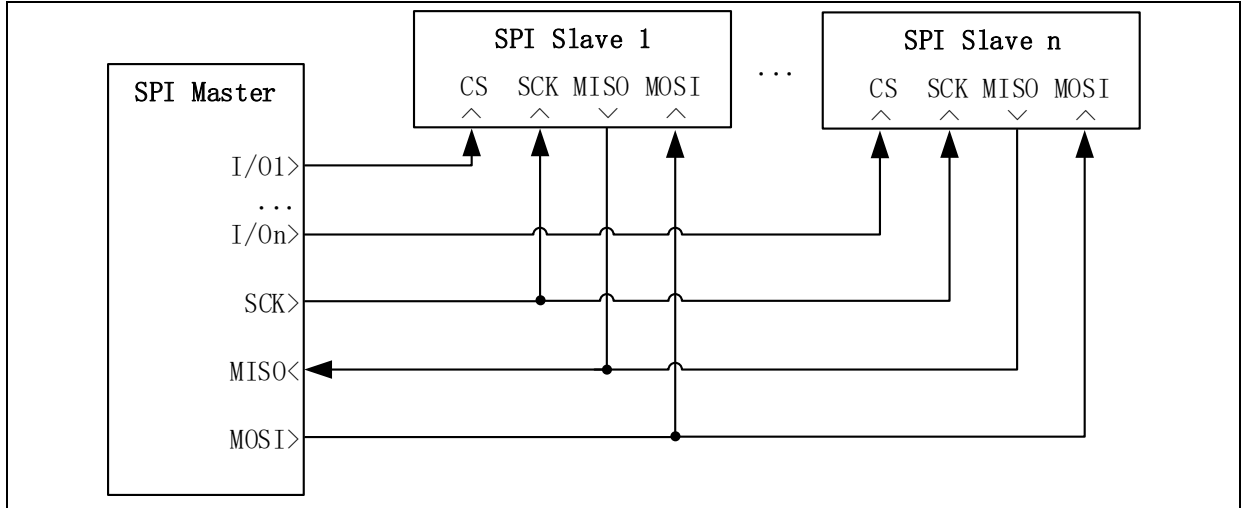 SPI Slave 1
CS SCK MISO MOSI
...
SPI Slave n
CS SCK MISO MOSI
SPI Master
I/O1>
...
I/On>
SCK>
MISO<
MOSI>